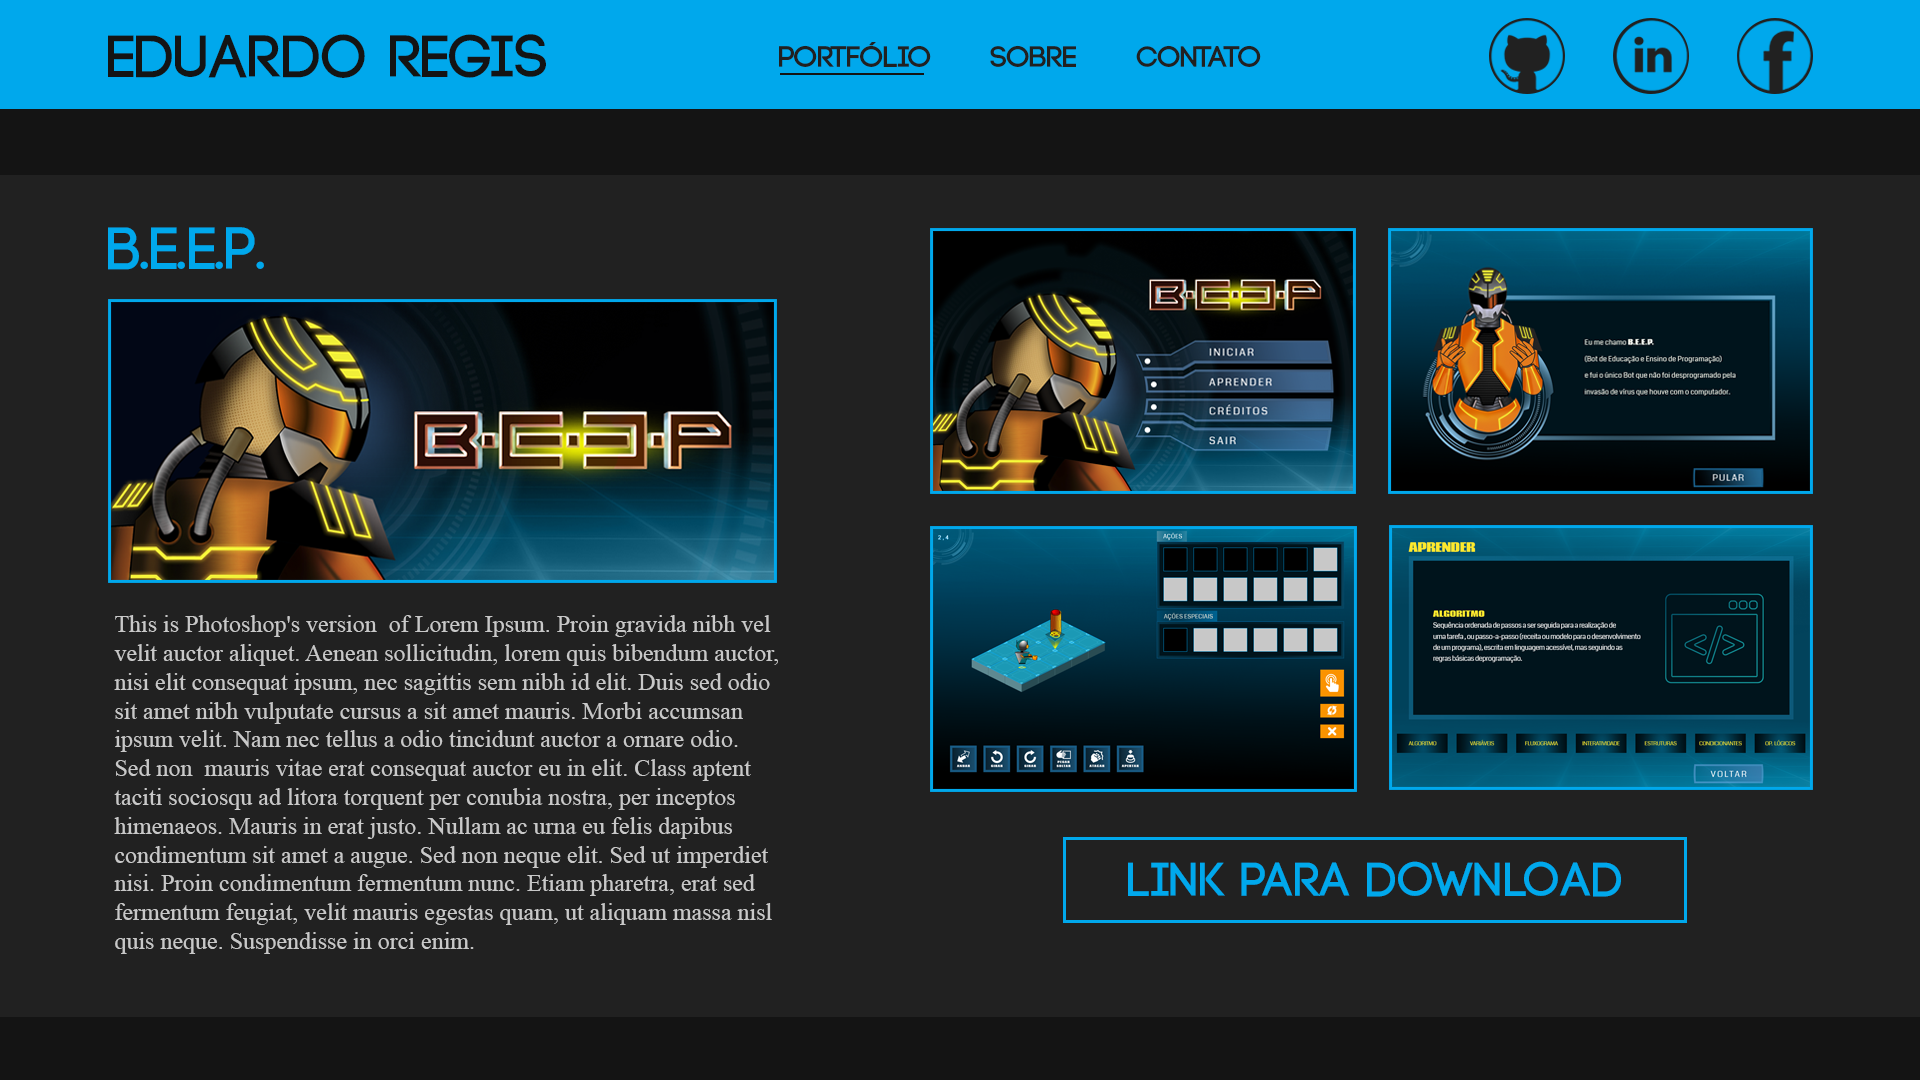 EDUARDO REGIS
PORTFÓLIO
SOBRE
CONTATO
in
f
B.E.E.P.
B·E·E·P
This is Photoshop's version  of Lorem Ipsum. Proin gravida nibh vel
velit auctor aliquet. Aenean sollicitudin, lorem quis bibendum auctor,
nisi elit consequat ipsum, nec sagittis sem nibh id elit. Duis sed odio
sit amet nibh vulputate cursus a sit amet mauris. Morbi accumsan
ipsum velit. Nam nec tellus a odio tincidunt auctor a ornare odio.
Sed non  mauris vitae erat consequat auctor eu in elit. Class aptent
taciti sociosqu ad litora torquent per conubia nostra, per inceptos
himenaeos. Mauris in erat justo. Nullam ac urna eu felis dapibus
condimentum sit amet a augue. Sed non neque elit. Sed ut imperdiet
nisi. Proin condimentum fermentum nunc. Etiam pharetra, erat sed
fermentum feugiat, velit mauris egestas quam, ut aliquam massa nisl
quis neque. Suspendisse in orci enim.
B·E·E·P
INICIAR
APRENDER
CRÉDITOS
SAIR
Eu me chamo B.E.E.P.
(Bot de Educação e Ensino de Programação)
e fui o único Bot que não foi desprogramado pela
invasão de vírus que houve com o computador.
PULAR
2,4
AÇÕES
AÇÕES ESPECIAIS
ANDAR
GIRAR
GIRAR
PEGAR
SOLTAR
ATACAR
APERTAR
APRENDER
ALGORITMO
Sequência ordenada de passos a ser seguida para a realização de
uma tarefa, ou passo-a-passo (receita ou modelo para o desenvolvimento
de um programa), escrita em linguagem acessível, mas seguindo as
regras básicas deprogramação.
</>
ALGORITMO
VARIÁVEIS
FLUXOGRAMA
INTERATIVIDADE
ESTRUTURAS
CONDICIONANTES
OP. LÓGICOS
VOLTAR
LINK PARA DOWNLOAD